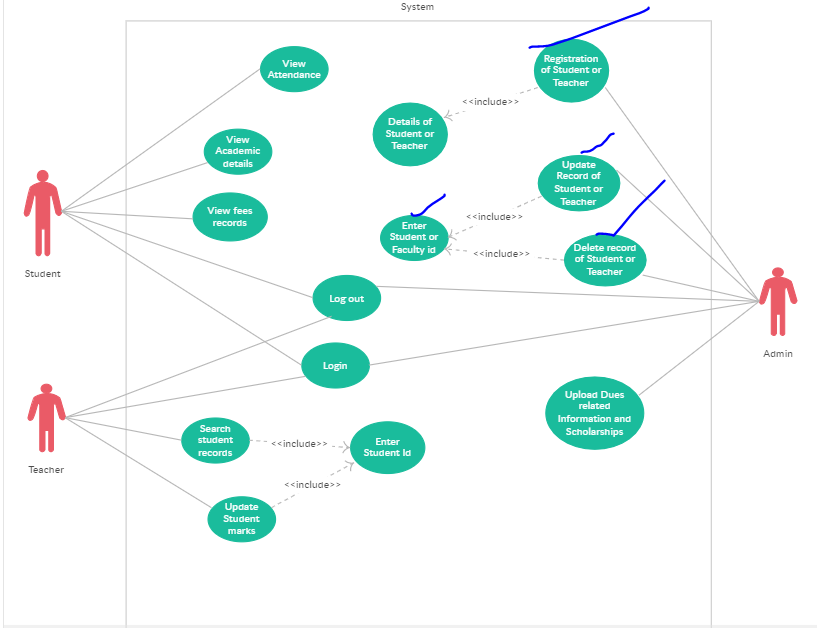 System
View
Attendance
Registration
of Student or
Teacher
<<include>>
Details of
Student or
Teacher
View
Academic
details
Update
Record of
Student or
Teacher
View fees
records
<<include>>
Enter
Student or
Faculty id
<<include>>
Delete record
of Student or
Teacher
Student
Log out
Admin
Login
Upload Dues
related
Information and
Scholarships
Teacher
Search
student
records
<<include>>
Enter
Student Id
<<include>>
Update
Student
marks